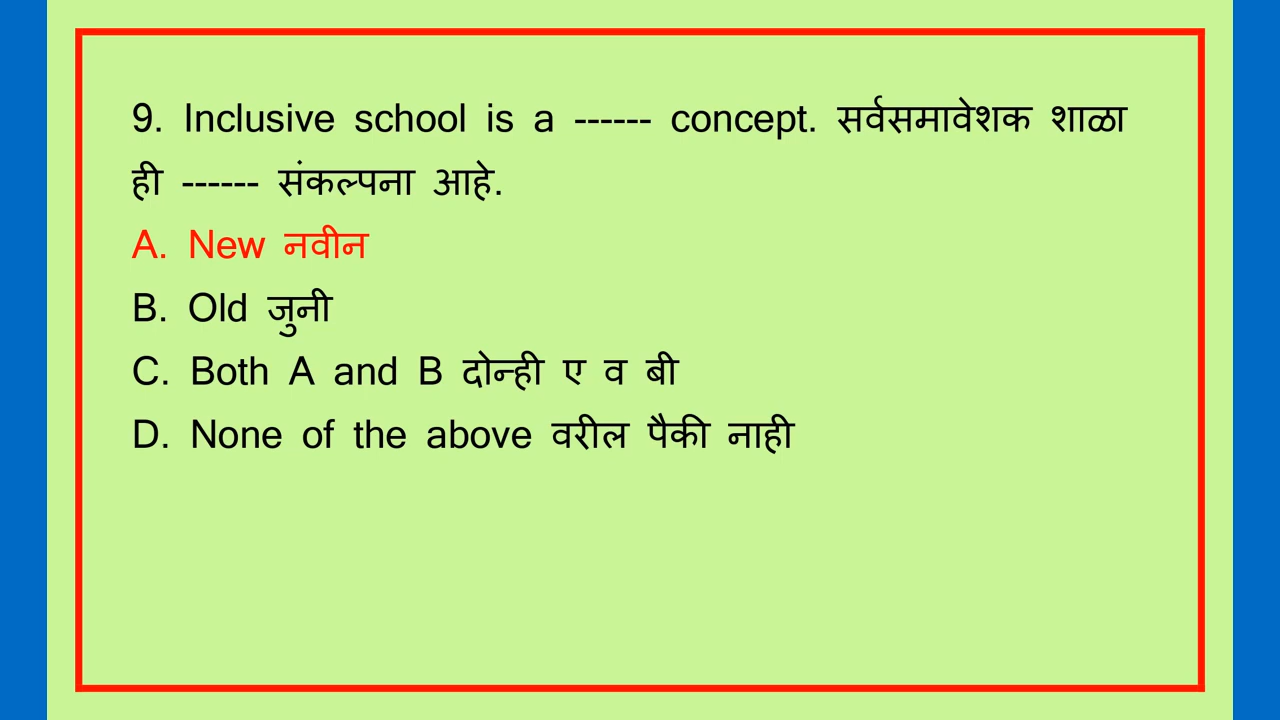 9. Inclusive school is a ------ concept. सर्वसमावेशक शाळा
ही ------ संकल्पना आहे.
A. New नवीन
B. Old जुनी
C. Both A and B दोन्ही ए व बी
D. None of the above वरील पैकी नाही